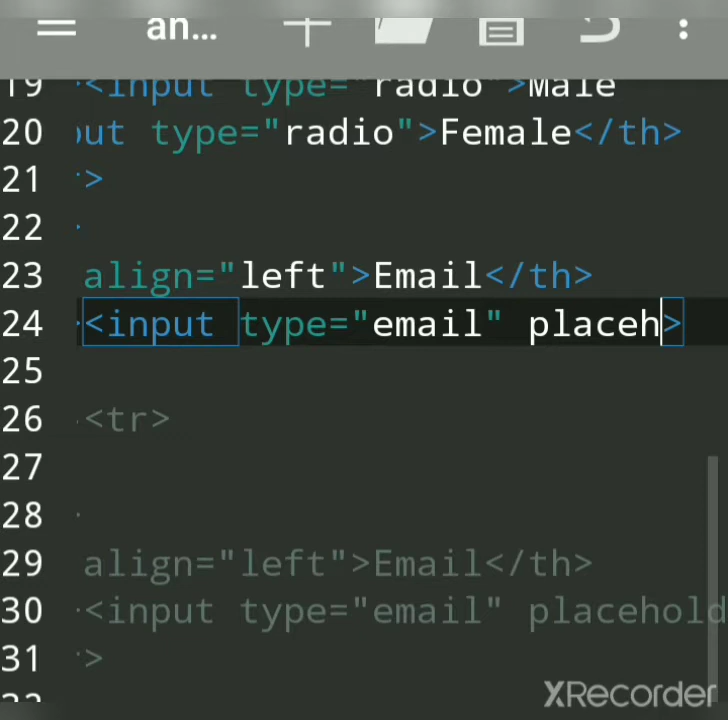 an...
19 <input type="radio">Male
20 put type="radio">Female</th>
21 >
22
23 align="left">Email</th>
24 <input type="email" placeh>
25
26 <tr>
27
28
29 align="left">Email</th>
30 <input type="email" placehold
31 >
32
XRecorder